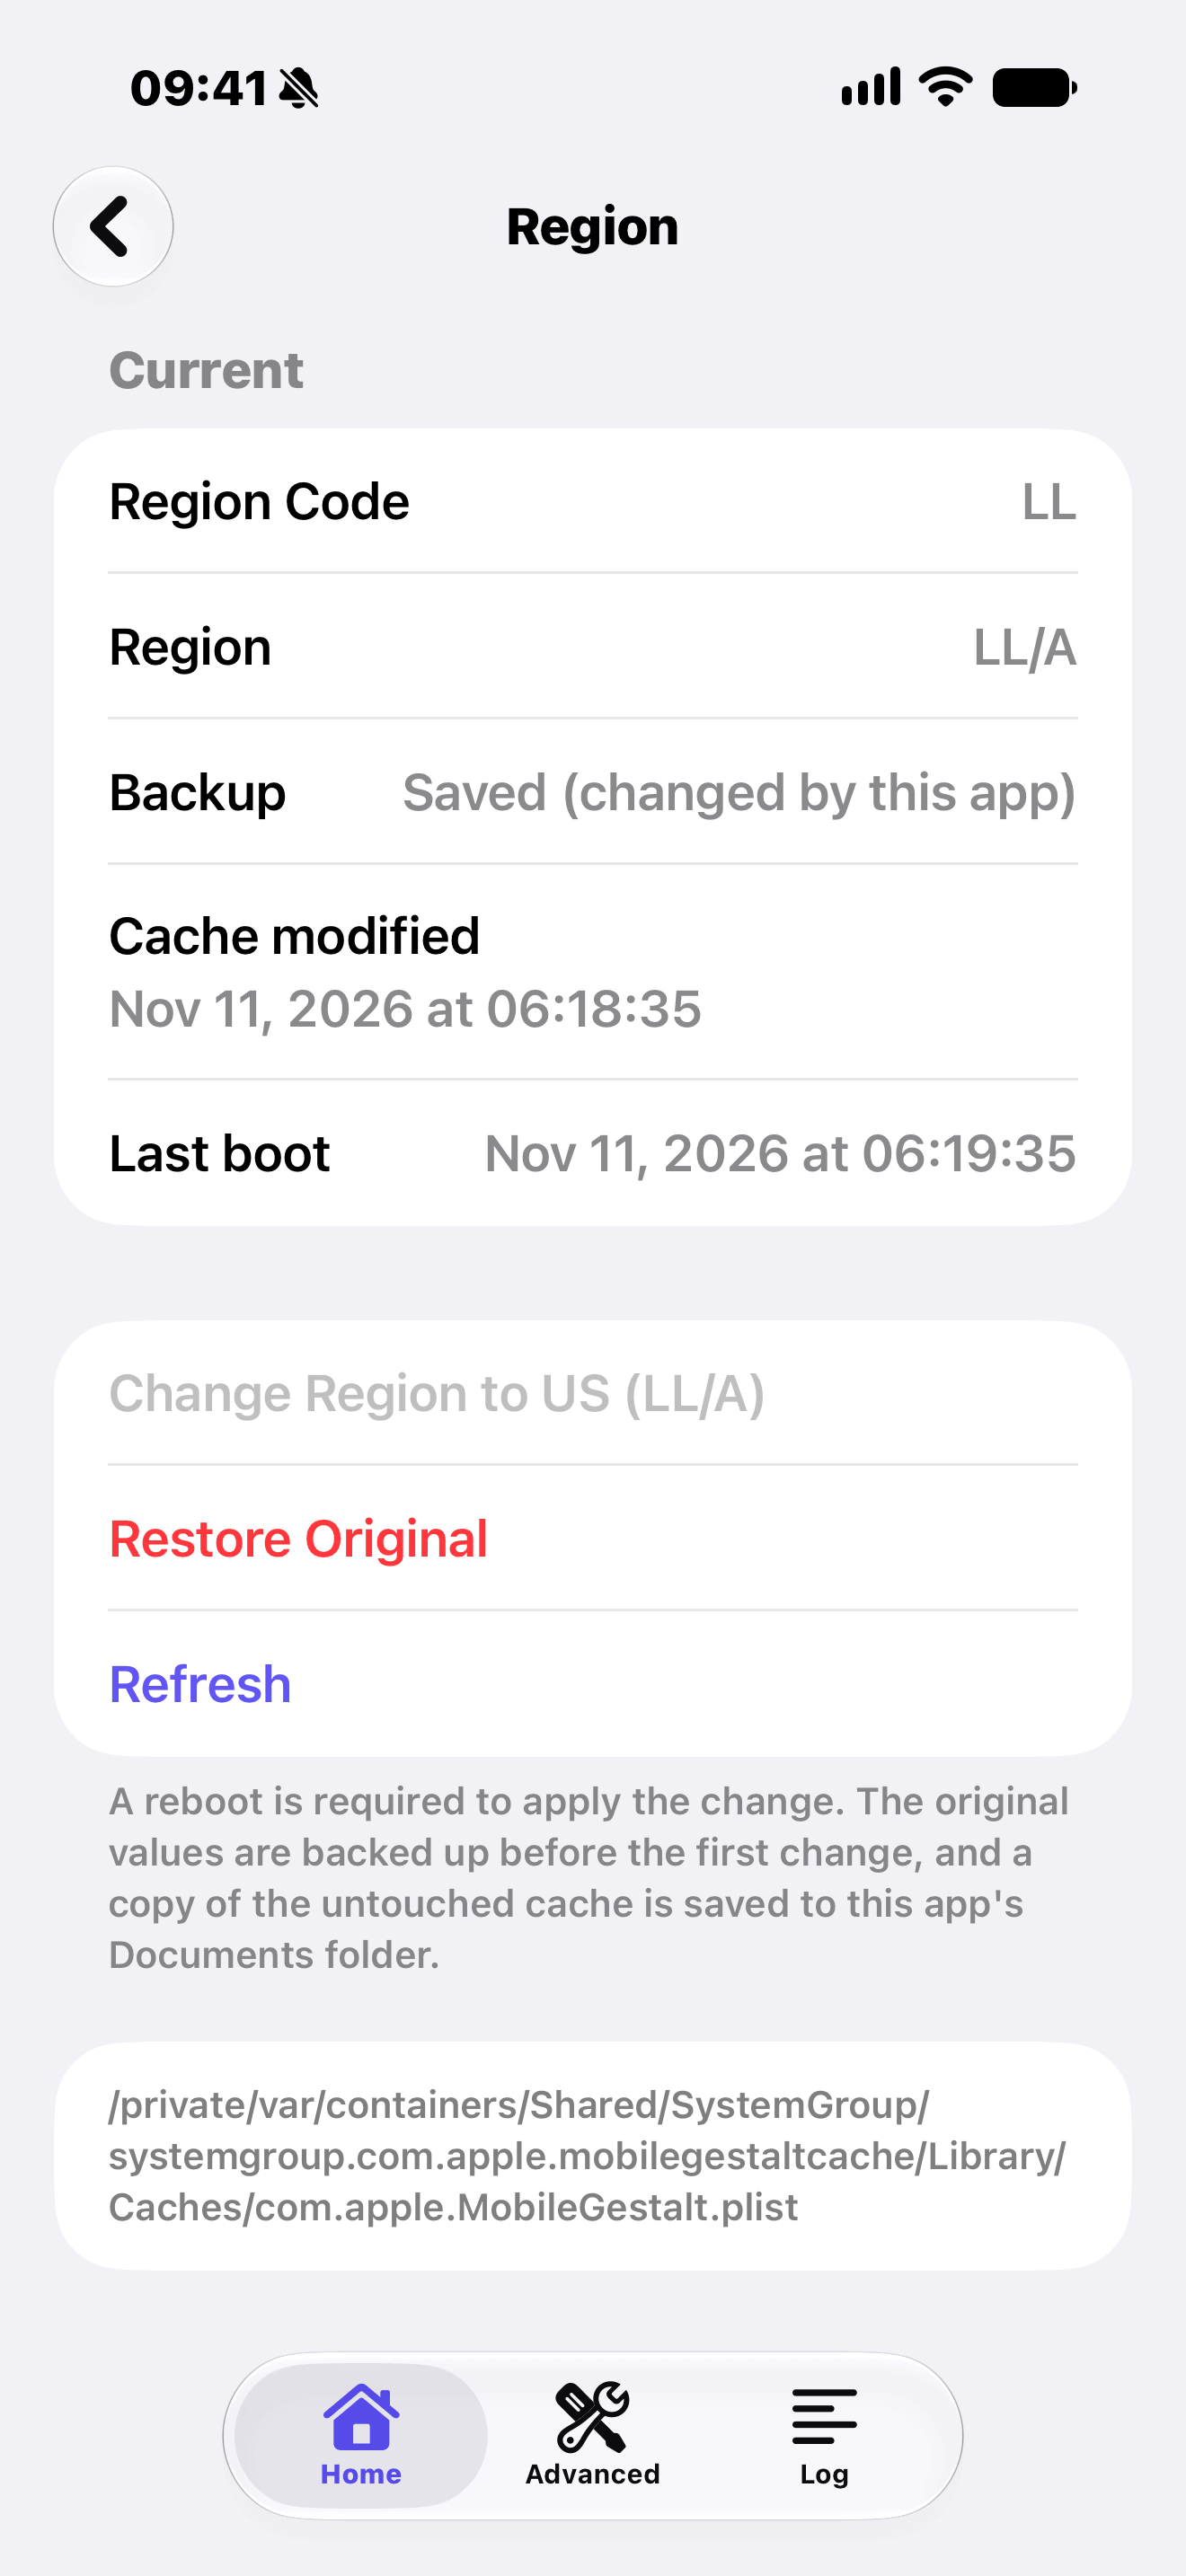 09:41
Region
Current
Region Code LL
Region LL/A
Backup Saved (changed by this app)
Cache modified
Nov 11, 2026 at 06:18:35
Last boot Nov 11, 2026 at 06:19:35
Change Region to US (LL/A)
Restore Original
Refresh
A reboot is required to apply the change. The original
values are backed up before the first change, and a
copy of the untouched cache is saved to this app's
Documents folder.
/private/var/containers/Shared/SystemGroup/
systemgroup.com.apple.mobilegestaltcache/Library/
Caches/com.apple.MobileGestalt.plist
Home Advanced Log